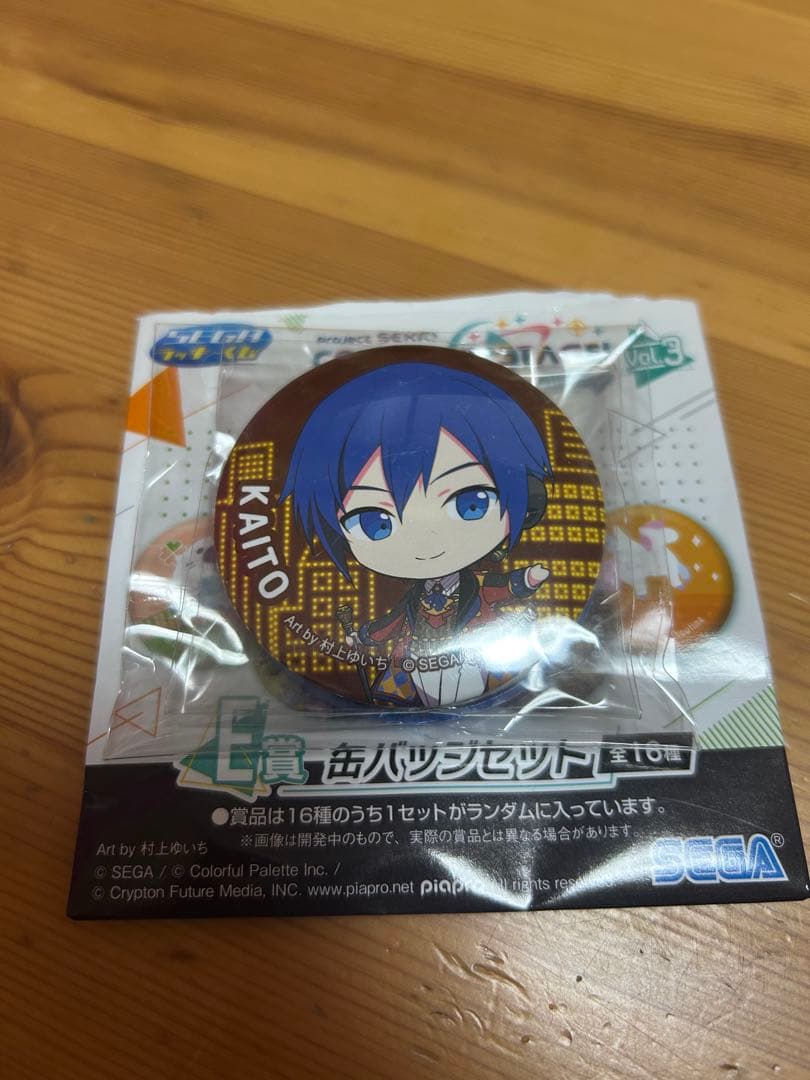 SEGA
ラッキーくじ
project SEKAI
Vol.3
KAITO
Art by 村上ゆいち © SEGA
E賞 缶バッジセット 全16種
●賞品は16種のうち1セットがランダムに入っています。
※画像は開発中のもので、実際の賞品とは異なる場合があります。
Art by 村上ゆいち
© SEGA / © Colorful Palette Inc. /
© Crypton Future Media, INC. www.piapro.net piapro All rights reserved.
SEGA®